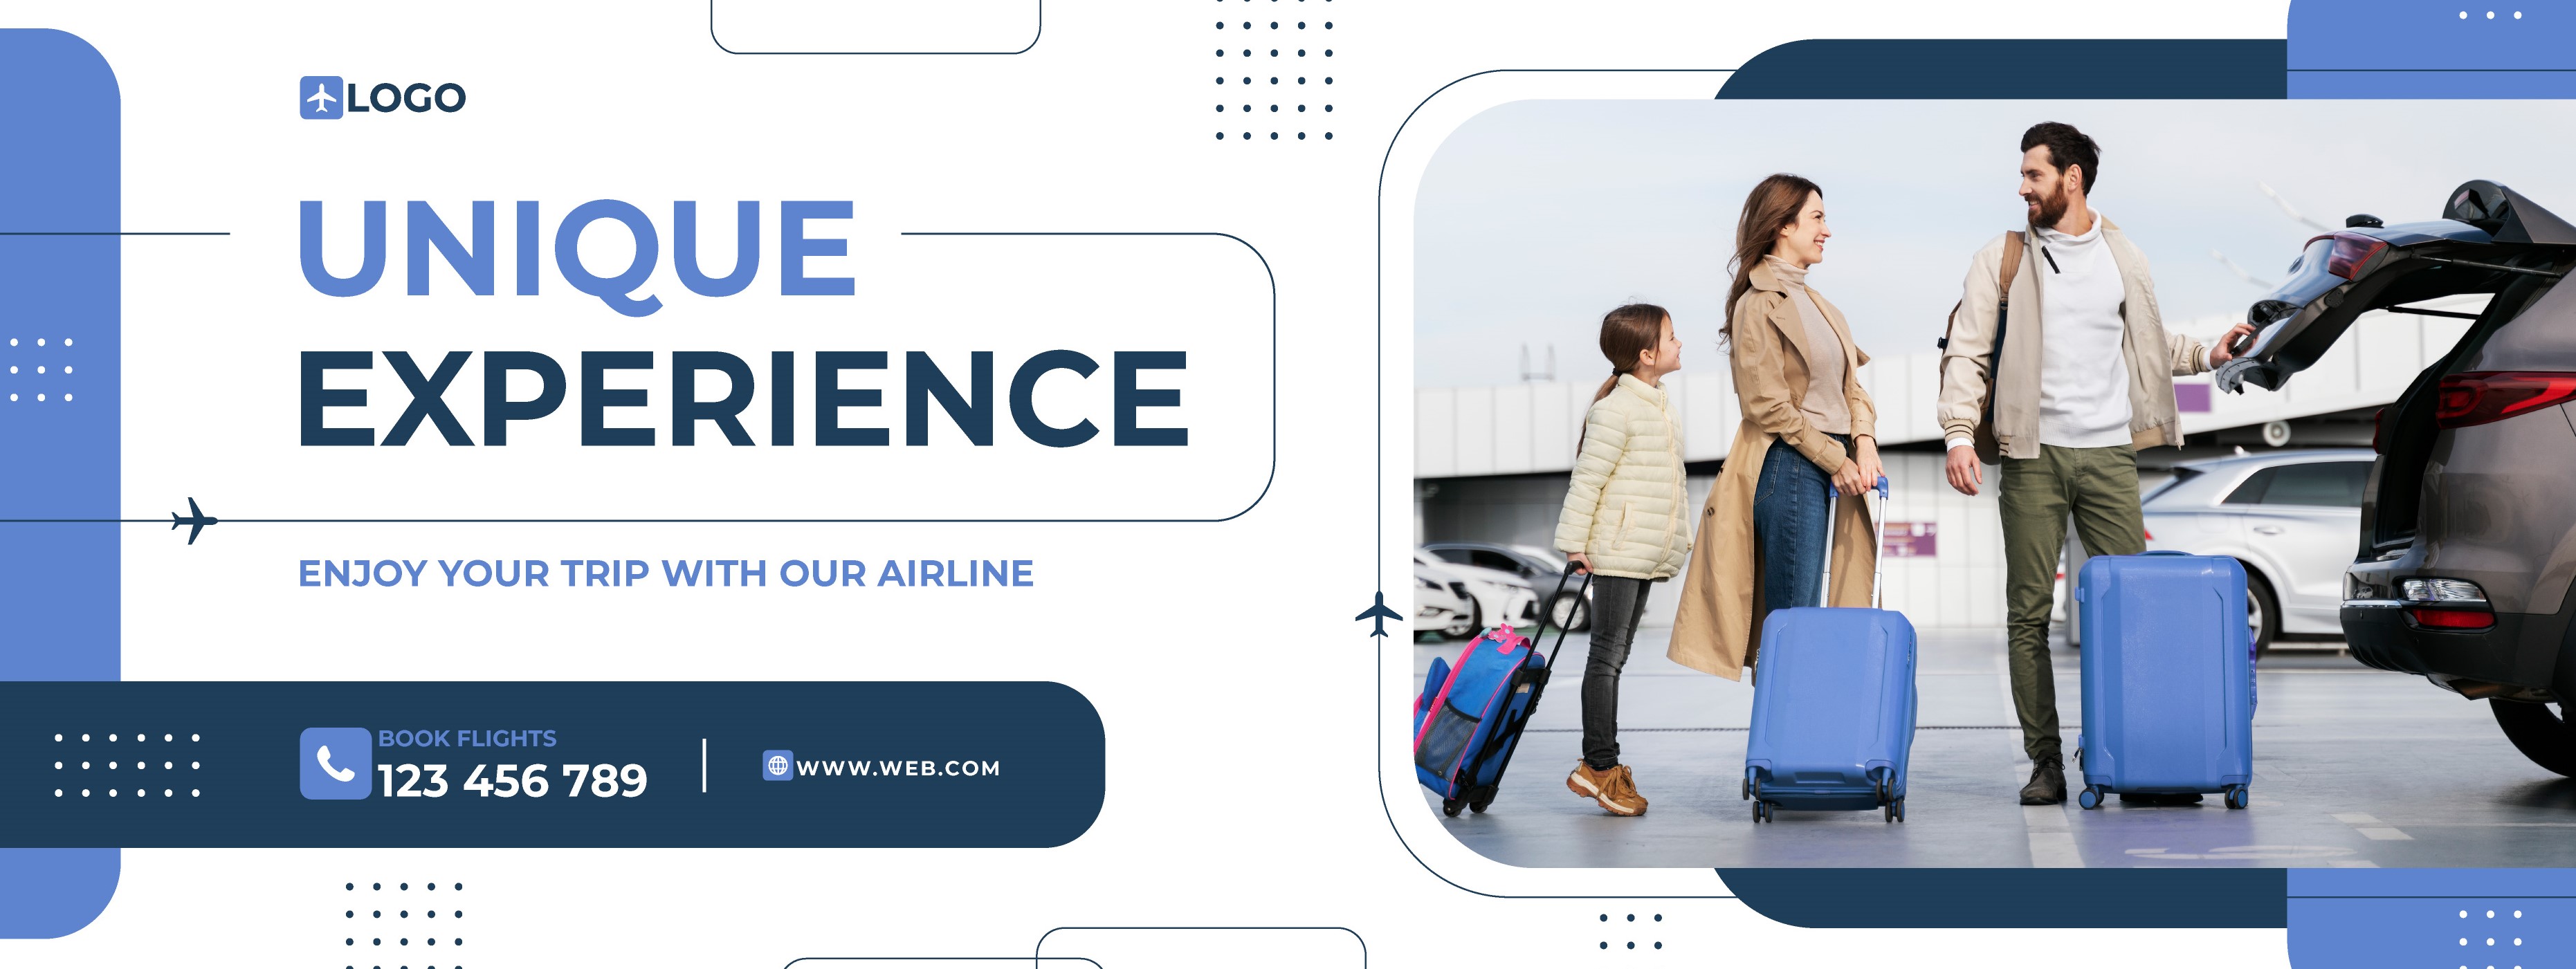 LOGO
UNIQUE
EXPERIENCE
ENJOY YOUR TRIP WITH OUR AIRLINE
BOOK FLIGHTS
123 456 789
WWW.WEB.COM